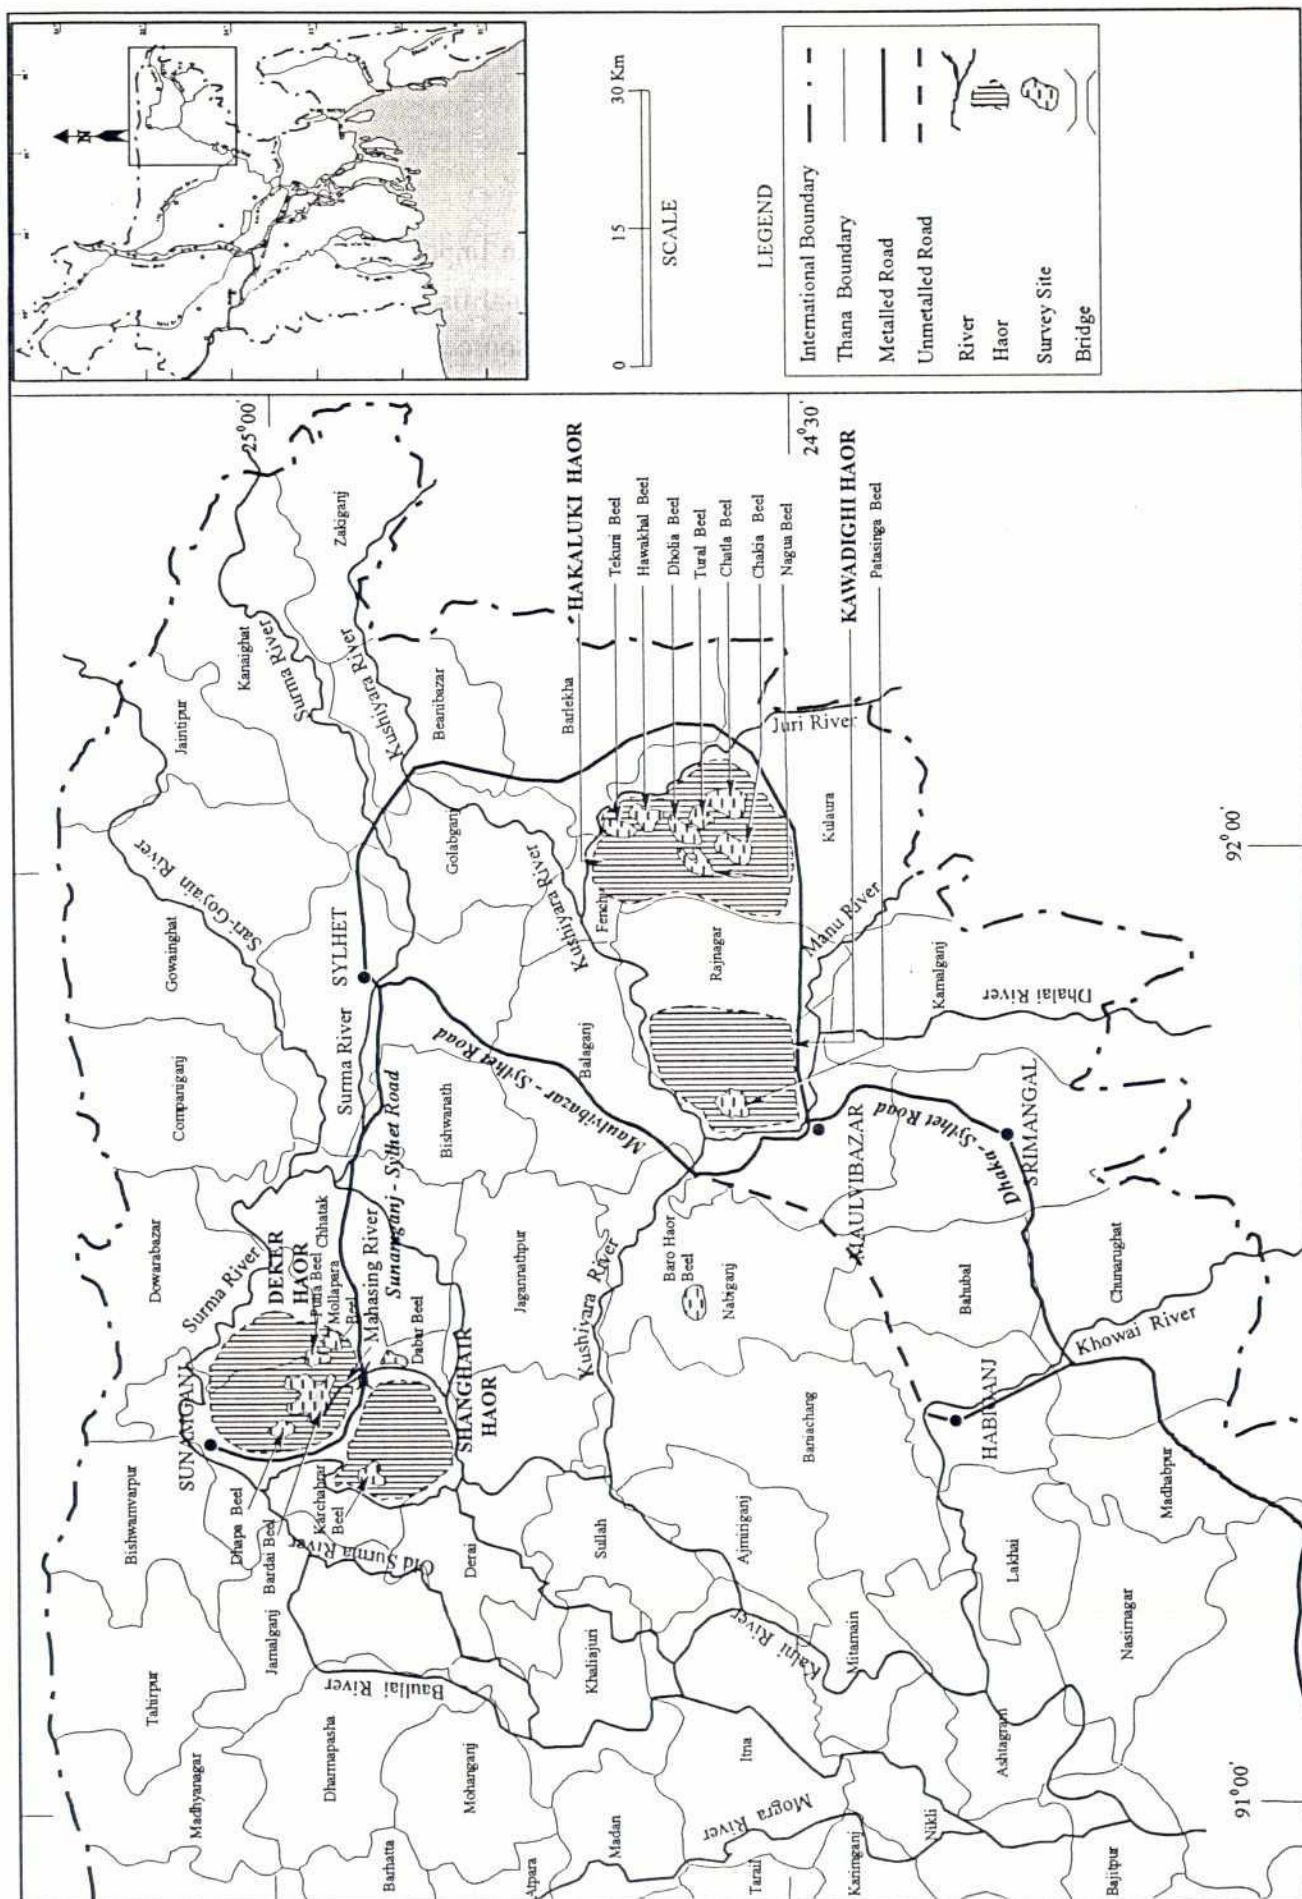 N
0
15
30 Km
SCALE
LEGEND
International Boundary
Thana Boundary
Metalled Road
Unmetalled Road
River
Haor
Survey Site
Bridge
25°00'
24°30'
92°00'
91°00'
Tahirpur
Bishwamvarpur
Dowarabazar
Companiganj
Gowainghat
Jaintipur
Kanaighat
Zakiganj
Madhyanagar
SUNAMGANJ
Surma River
DEKER
HAOR
Putia Beel
Mollapara
Beel
Chhatak
Sari-Goyain River
Surma River
Dhapa Beel
Bardai Beel
Jamalganj
Karchahapar
Beel
Old Surma River
Mahasing River
Sunamganj - Sylhet Road
Surma River
SYLHET
Kushiyara River
Dharmapasha
Baullai River
Dabar Beel
SHANGHAIR
HAOR
Bishwanath
Golabganj
Beanibazar
Barhatta
Mohanganj
Derai
Jagannathpur
Maulvibazar - Sylhet Road
Kushiyara River
Barlekha
HAKALUKI HAOR
Tekuni Beel
Hawakhal Beel
Dholia Beel
Tural Beel
Chatla Beel
Chakia Beel
Nagua Beel
KAWADIGHI HAOR
Patasinga Beel
Atpara
Khaliajuri
Sullah
Kushiyara River
Balaganj
Fenchu
Madan
Baro Haor
Beel
Nabiganj
Rajnagar
Juri River
Mogra River
Itna
Ajmiriganj
Kalni River
Tarail
Mitamain
Baniachang
MAULVIBAZAR
Manu River
Kulaura
Karimganj
Nikli
Dhaka - Sylhet Road
Kamalganj
Dhalai River
Ashtagram
Lakhai
HABIGANJ
Bahubal
SRIMANGAL
Bajitpur
Nasirnagar
Madhabpur
Khowai River
Chunarughat